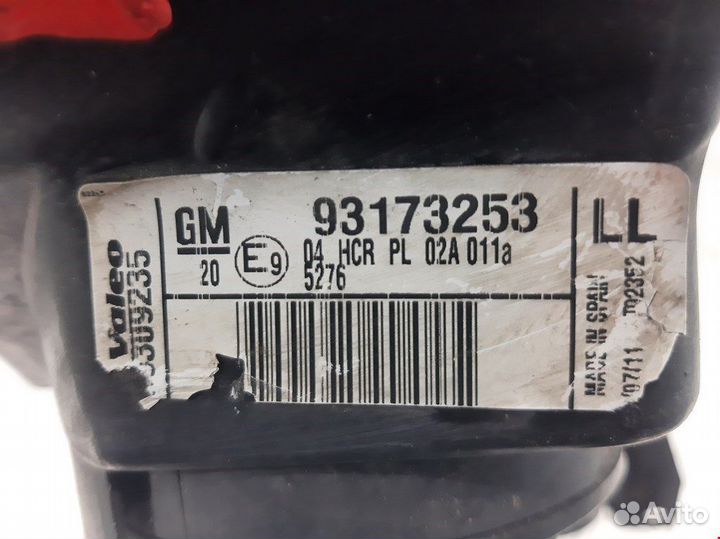 Valeo
GM
20
E9
93173253
04 HCR PL 02A 011a
5276
LL
MADE IN SPAIN
07/11
Avito